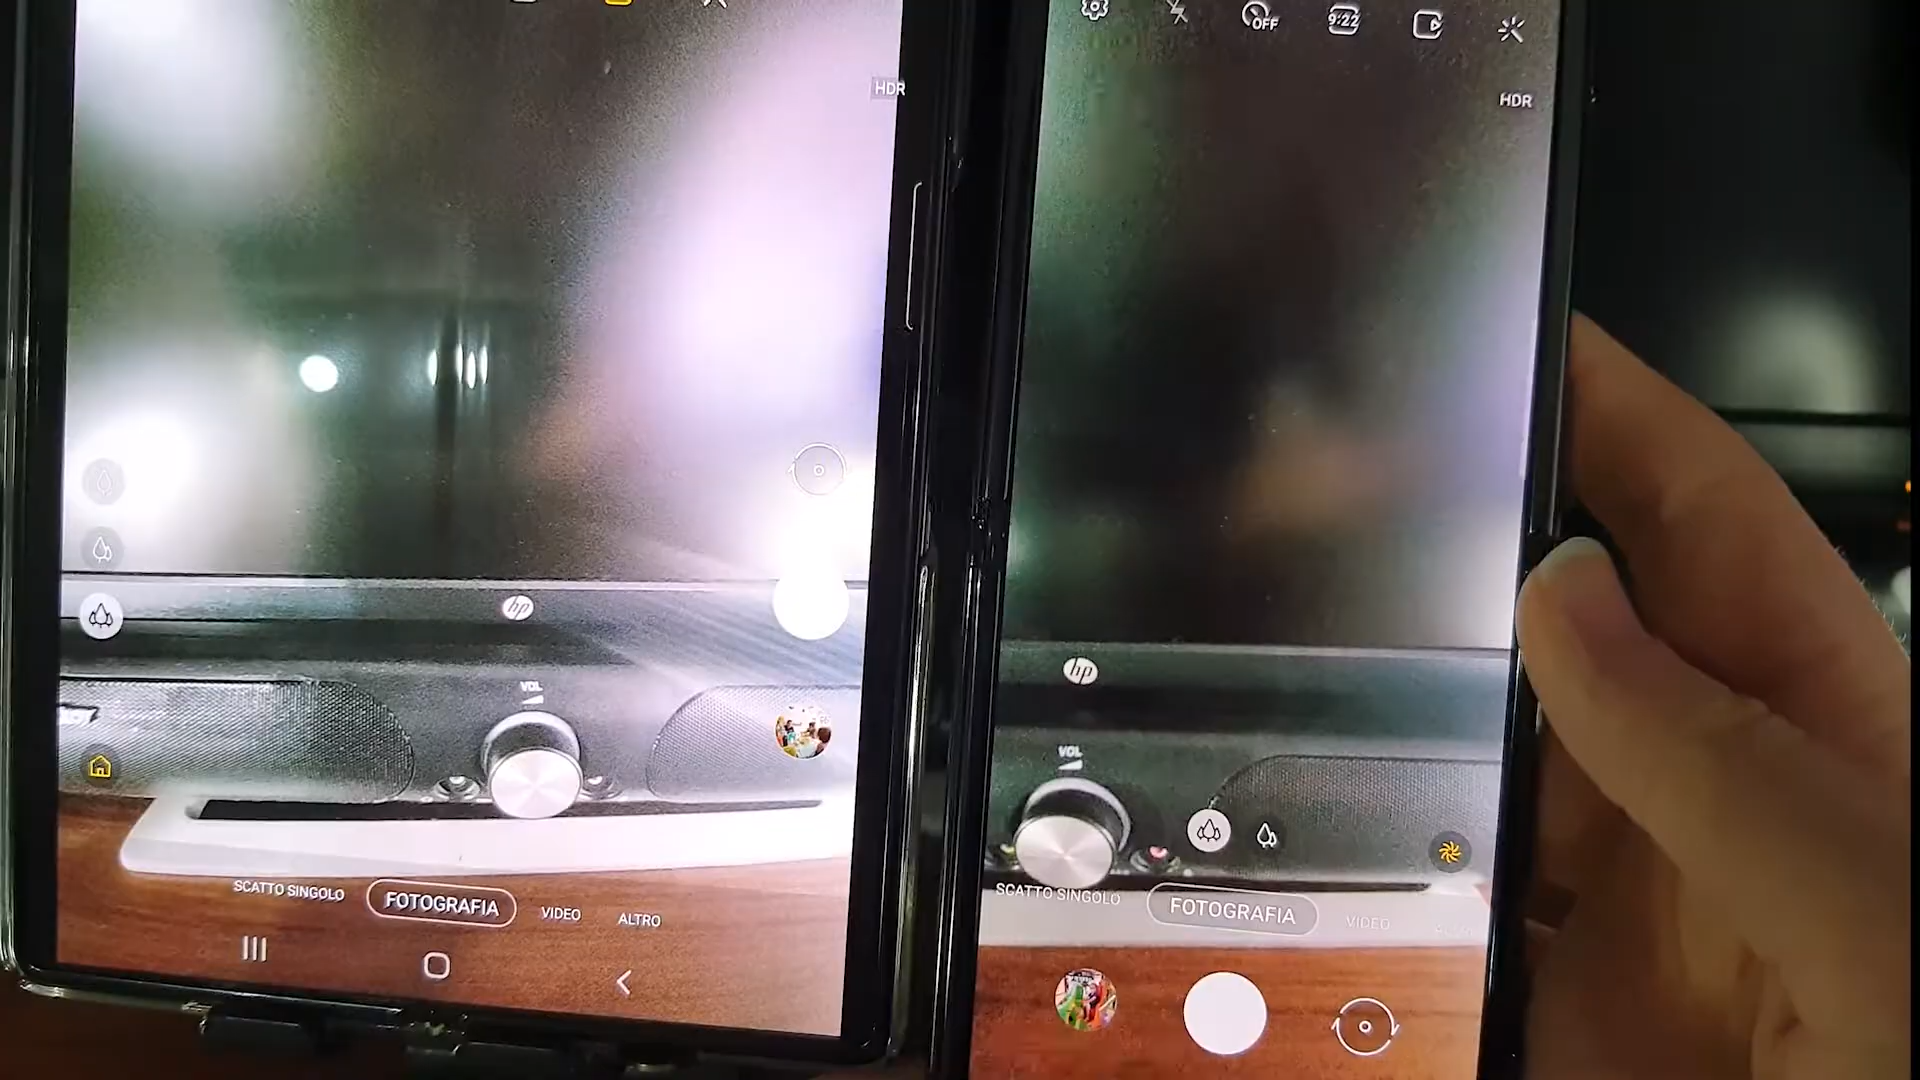 HDR
hp
VOL
SCATTO SINGOLO
FOTOGRAFIA
VIDEO
ALTRO
OFF
9:22
HDR
hp
VOL
SCATTO SINGOLO
FOTOGRAFIA
VIDEO